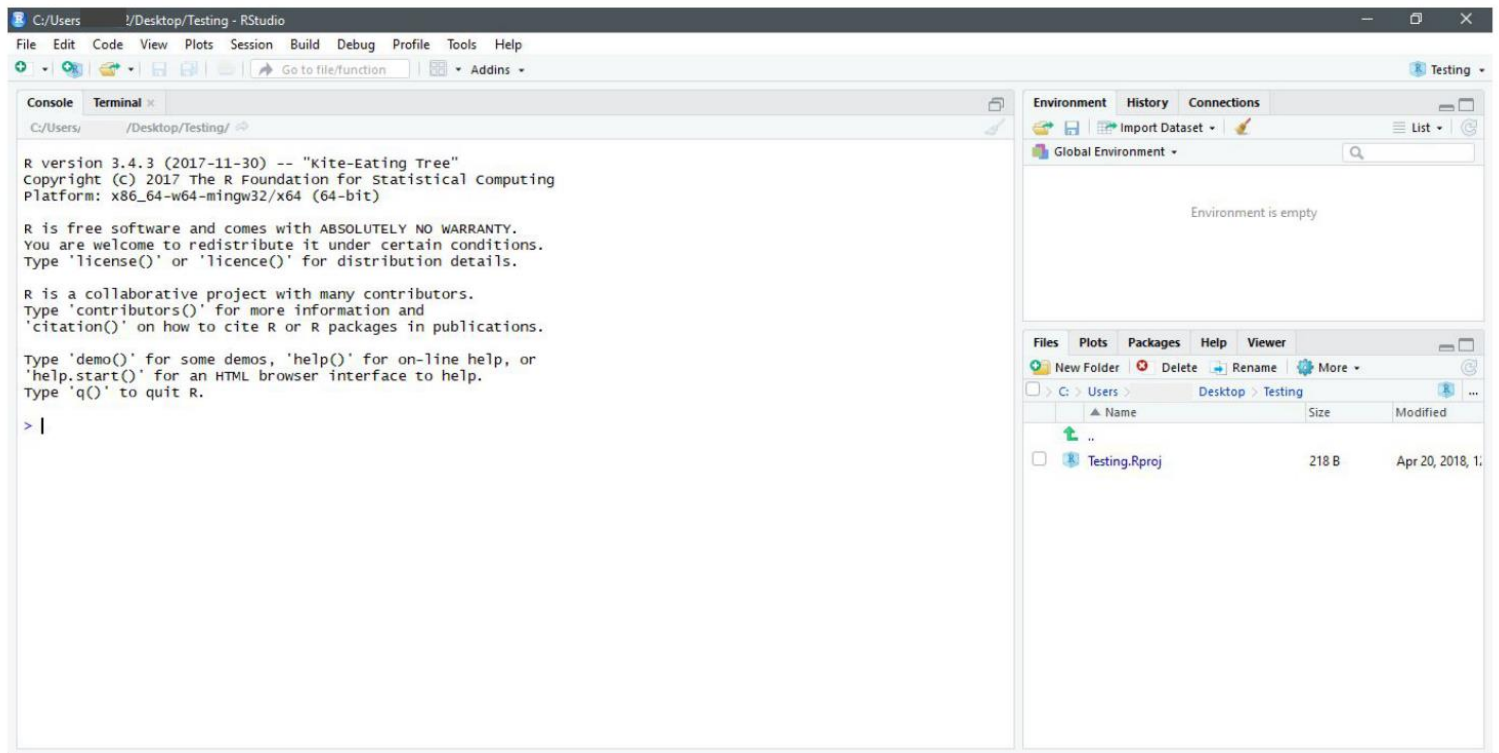 C:/Users /Desktop/Testing - RStudio
File Edit Code View Plots Session Build Debug Profile Tools Help
Go to file/function Addins Testing
Console Terminal
C:/Users/ /Desktop/Testing/
R version 3.4.3 (2017-11-30) -- "Kite-Eating Tree"
Copyright (C) 2017 The R Foundation for Statistical Computing
Platform: x86_64-w64-mingw32/x64 (64-bit)
R is free software and comes with ABSOLUTELY NO WARRANTY.
You are welcome to redistribute it under certain conditions.
Type 'license()' or 'licence()' for distribution details.
R is a collaborative project with many contributors.
Type 'contributors()' for more information and
'citation()' on how to cite R or R packages in publications.
Type 'demo()' for some demos, 'help()' for on-line help, or
'help.start()' for an HTML browser interface to help.
Type 'q()' to quit R.
>
Environment History Connections
Import Dataset List
Global Environment
Environment is empty
Files Plots Packages Help Viewer
New Folder Delete Rename More
C: > Users > Desktop > Testing ...
Name Size Modified
..
Testing.Rproj 218 B Apr 20, 2018,